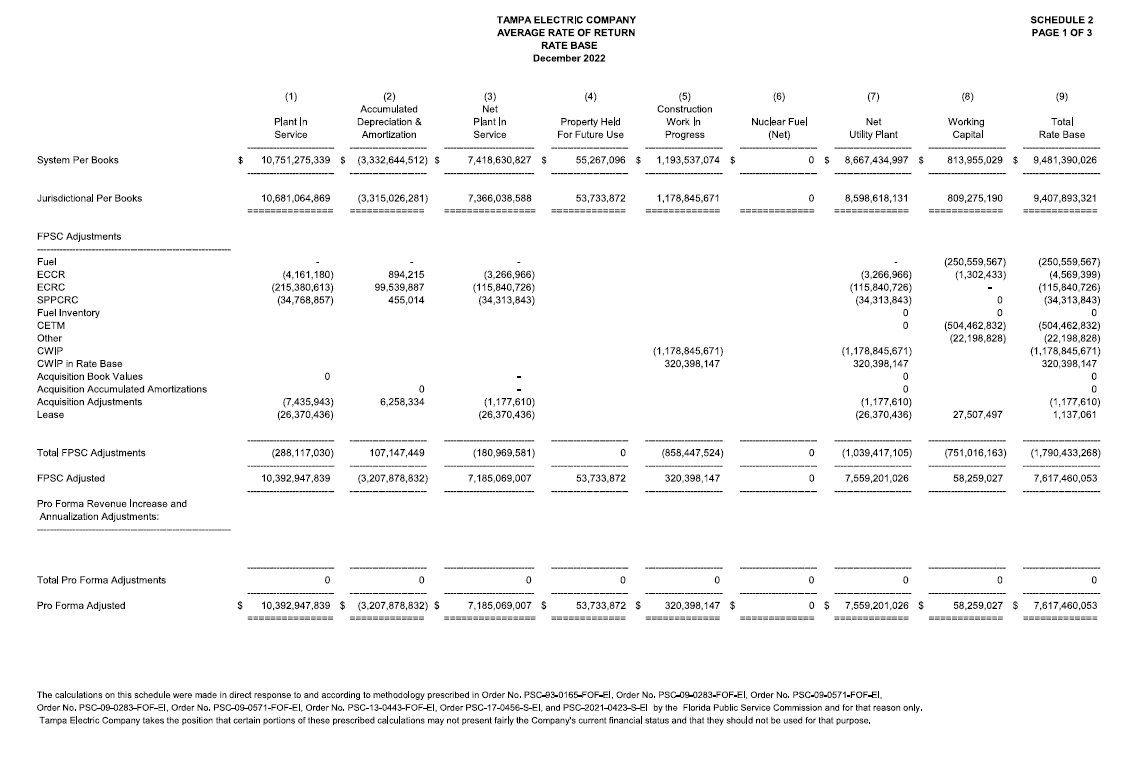 TAMPA ELECTRIC COMPANY SCHEDULE 2
AVERAGE RATE OF RETURN PAGE 1 OF 3
RATE BASE
December 2022
(1) (2) (3) (4) (5) (6) (7) (8) (9)
Accumulated Net Construction
Plant In Depreciation & Plant In Property Held Work In Nuclear Fuel Net Working Total
Service Amortization Service For Future Use Progress (Net) Utility Plant Capital Rate Base
System Per Books $ 10,751,275,339 $ (3,332,644,512) $ 7,418,630,827 $ 55,267,096 $ 1,193,537,074 $ 0 $ 8,667,434,997 $ 813,955,029 $ 9,481,390,026
Jurisdictional Per Books 10,681,064,869 (3,315,026,281) 7,366,038,588 53,733,872 1,178,845,671 0 8,598,618,131 809,275,190 9,407,893,321
FPSC Adjustments
Fuel - - - - (250,559,567) (250,559,567)
ECCR (4,161,180) 894,215 (3,266,966) (3,266,966) (1,302,433) (4,569,399)
ECRC (215,380,613) 99,539,887 (115,840,726) (115,840,726) - (115,840,726)
SPPCRC (34,768,857) 455,014 (34,313,843) (34,313,843) 0 (34,313,843)
Fuel Inventory 0 0 0
CETM 0 (504,462,832) (504,462,832)
Other (22,198,828) (22,198,828)
CWIP (1,178,845,671) (1,178,845,671) (1,178,845,671)
CWIP in Rate Base 320,398,147 320,398,147 320,398,147
Acquisition Book Values 0 - 0 0
Acquisition Accumulated Amortizations 0 - 0 0
Acquisition Adjustments (7,435,943) 6,258,334 (1,177,610) (1,177,610) (1,177,610)
Lease (26,370,436) (26,370,436) (26,370,436) 27,507,497 1,137,061
Total FPSC Adjustments (288,117,030) 107,147,449 (180,969,581) 0 (858,447,524) 0 (1,039,417,105) (751,016,163) (1,790,433,268)
FPSC Adjusted 10,392,947,839 (3,207,878,832) 7,185,069,007 53,733,872 320,398,147 0 7,559,201,026 58,259,027 7,617,460,053
Pro Forma Revenue Increase and
Annualization Adjustments:
Total Pro Forma Adjustments 0 0 0 0 0 0 0 0 0
Pro Forma Adjusted $ 10,392,947,839 $ (3,207,878,832) $ 7,185,069,007 $ 53,733,872 $ 320,398,147 $ 0 $ 7,559,201,026 $ 58,259,027 $ 7,617,460,053
The calculations on this schedule were made in direct response to and according to methodology prescribed in Order No. PSC-93-0165-FOF-EI, Order No. PSC-09-0283-FOF-EI, Order No. PSC-09-0571-FOF-EI,
Order No. PSC-09-0283-FOF-EI, Order No. PSC-09-0571-FOF-EI, Order No. PSC-13-0443-FOF-EI, Order PSC-17-0456-S-EI, and PSC-2021-0423-S-EI by the Florida Public Service Commission and for that reason only.
Tampa Electric Company takes the position that certain portions of these prescribed calculations may not present fairly the Company's current financial status and that they should not be used for that purpose.